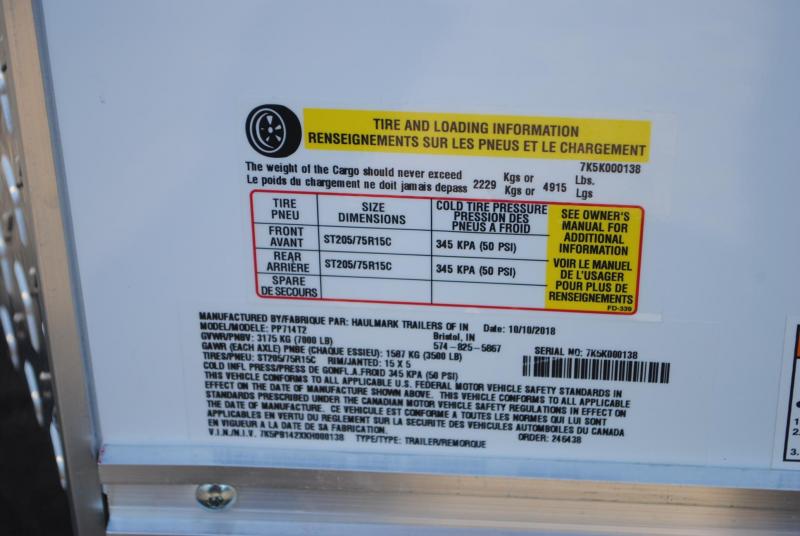 TIRE AND LOADING INFORMATION
RENSEIGNEMENTS SUR LES PNEUS ET LE CHARGEMENT
7K5K000138
The weight of the Cargo should never exceed Kgs or Lbs.
Le poids du chargement ne doit jamais depass 2229 Kgs or 4915 Lgs
TIRE PNEU
SIZE DIMENSIONS
COLD TIRE PRESSURE PRESSION DES PNEUS A FROID
FRONT AVANT
ST205/75R15C
345 KPA (50 PSI)
REAR ARRIÈRE
ST205/75R15C
345 KPA (50 PSI)
SPARE DE SECOURS
SEE OWNER'S
MANUAL FOR
ADDITIONAL
INFORMATION
VOIR LE MANUEL
DE L'USAGER
POUR PLUS DE
RENSEIGNEMENTS
FD-339
MANUFACTURED BY/FABRIQUE PAR: HAULMARK TRAILERS OF IN Date: 10/10/2018
MODEL/MODELER: PP714T2 Bristol, IN
GVWR/PNBV: 3175 KG (7000 LB) 574-825-5867
GAWR (EACH AXLE) PNBE (CHAQUE ESSIEU): 1587 KG (3500 LB) SERIAL NO: 7K5K000138
TIRES/PNEU: ST205/75R15C RIM/JANTED: 15 X 5
COLD INFL PRESS/PRESS DE GONFL.A.FROID 345 KPA (50 PSI)
THIS VEHICLE CONFORMS TO ALL APPLICABLE U.S. FEDERAL MOTOR VEHICLE SAFETY STANDARDS IN
EFFECT ON THE DATE OF MANUFACTURE SHOWN ABOVE. THIS VEHICLE CONFORMS TO ALL APPLICABLE
STANDARDS PRESCRIBED UNDER THE CANADIAN MOTOR VEHICLE SAFETY REGULATIONS IN EFFECT ON
THE DATE OF MANUFACTURE. CE VEHICULE EST CONFORME A TOUTES LES NORMES QUI LUI SONT
APPLICABLES EN VERTU DU REGLEMENT SUR LA SECURITE DES VEHICULES AUTOMBOILES DU CANADA
EN VIGUEUR A LA DATE DE SA FABRICATION.
V.I.N./N.I.V. 7K5PB142XKH000138 TYPE/TYPE: TRAILER/REMORQUE ORDER: 246438
1.
2.
3.